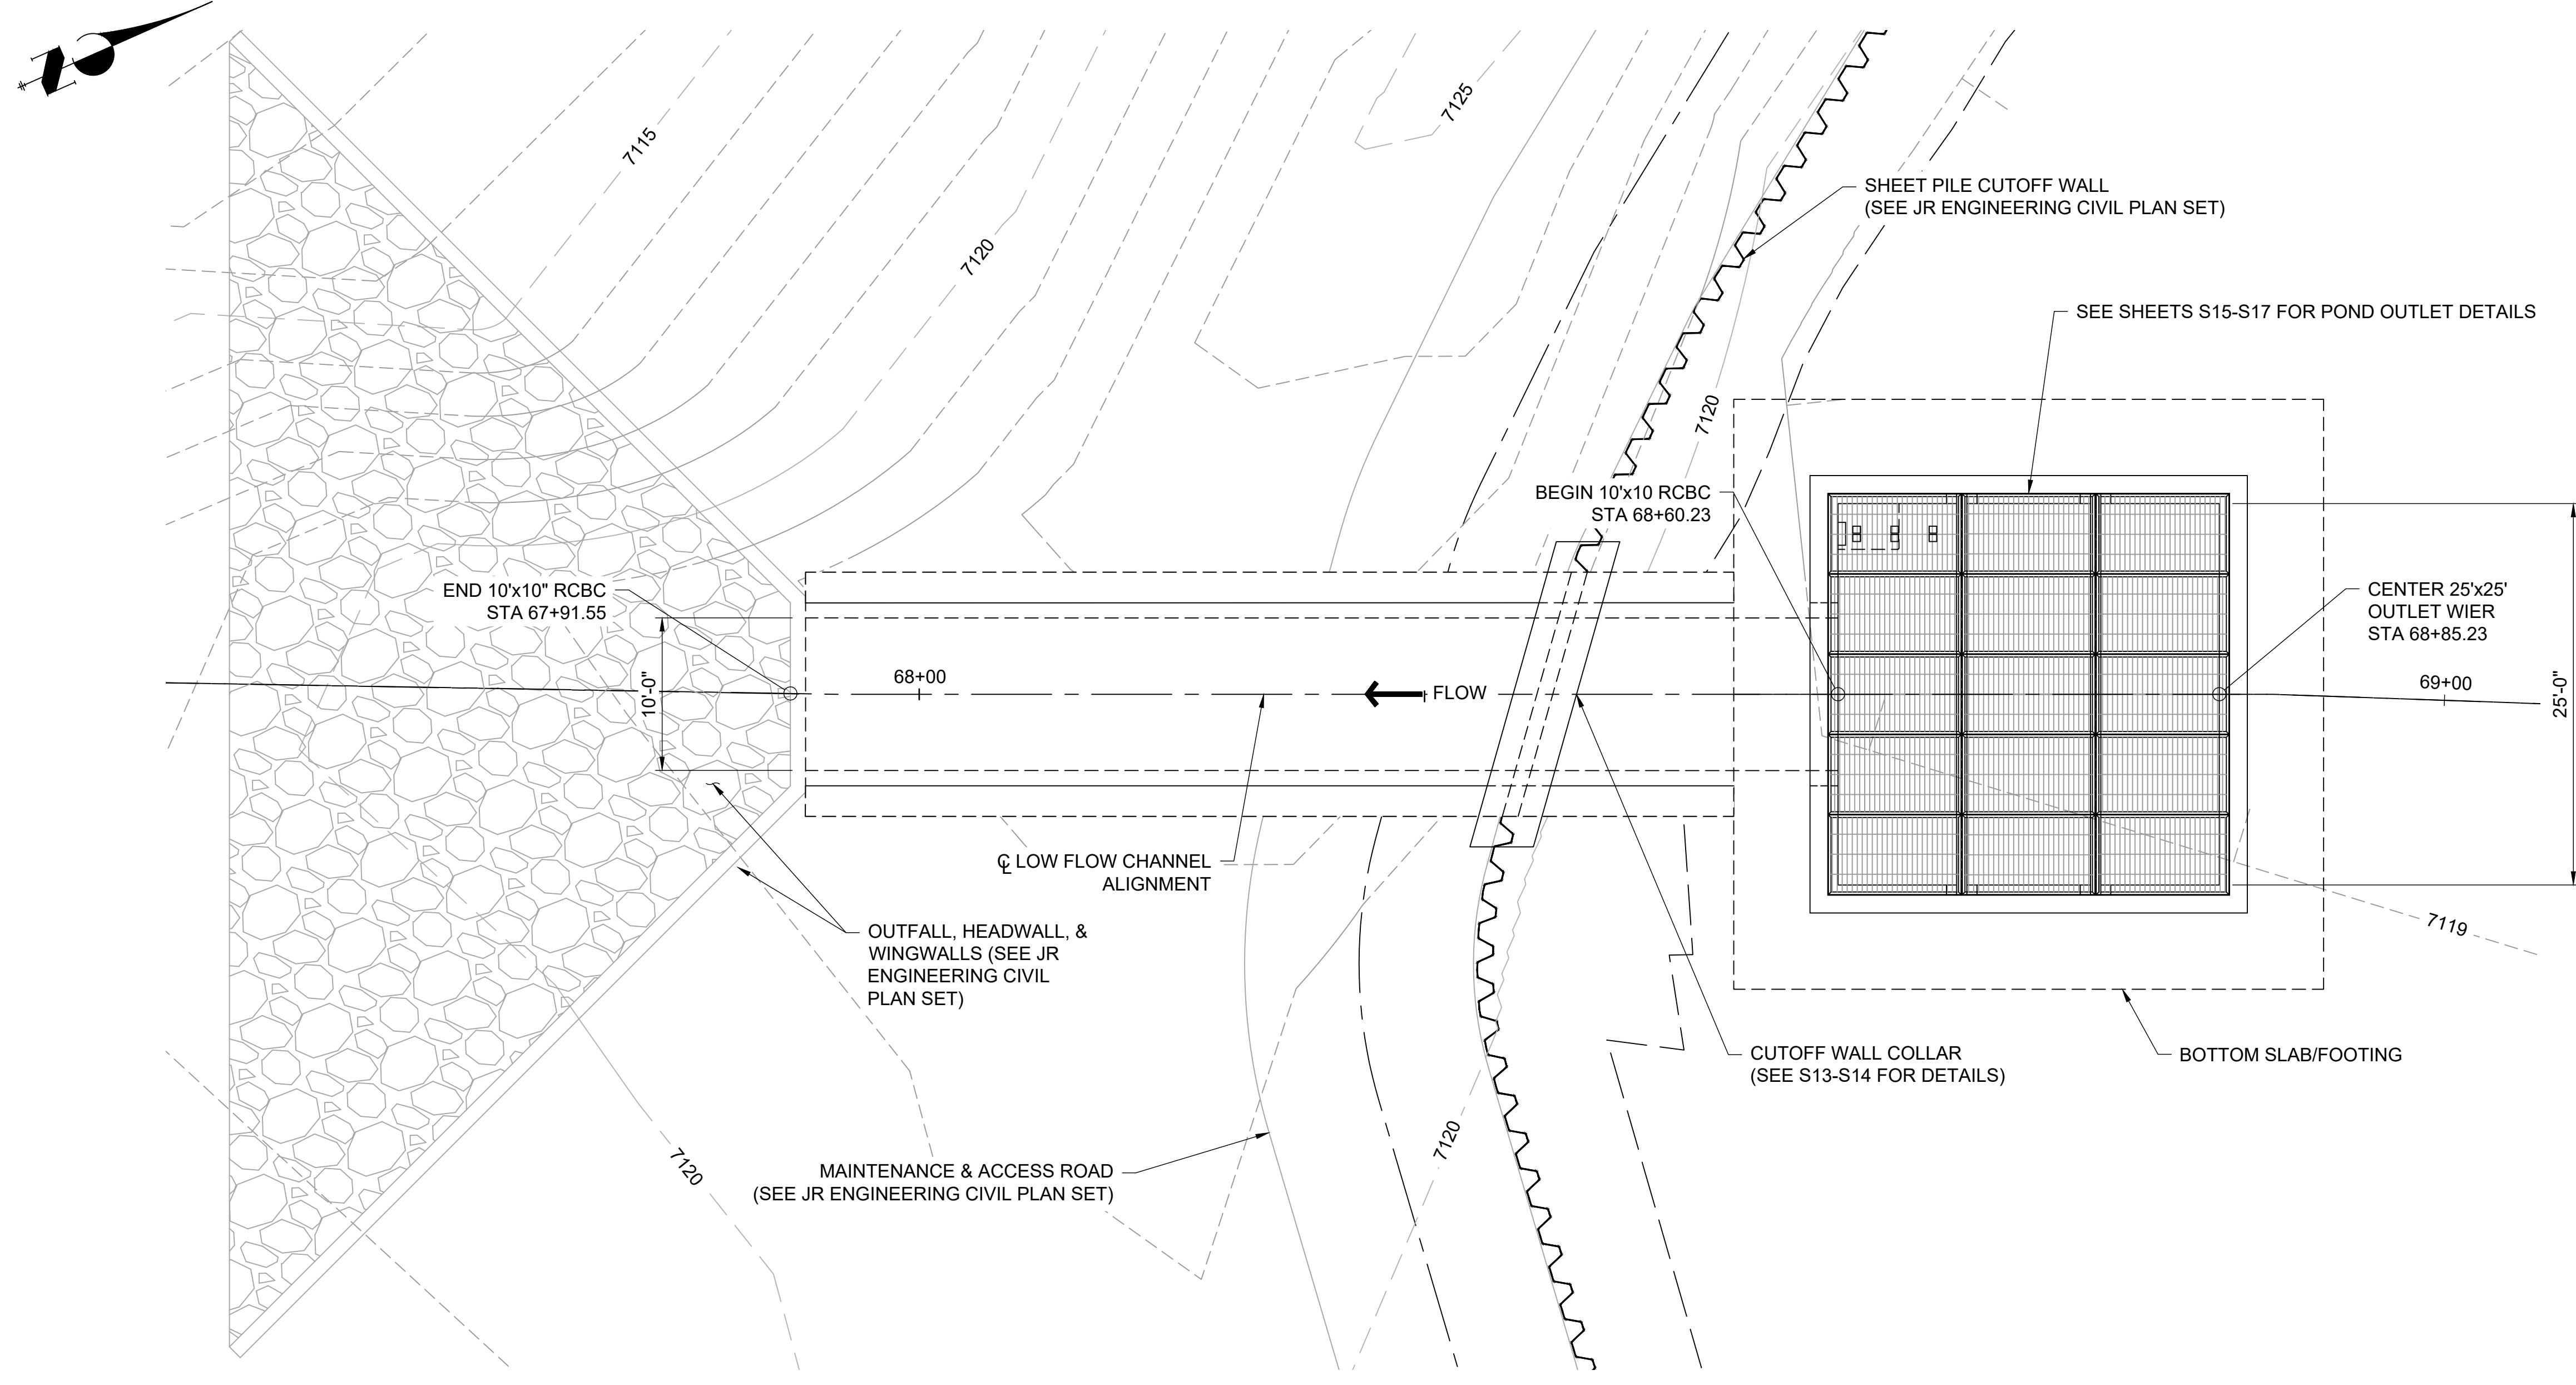 N
7115
7120
7125
SHEET PILE CUTOFF WALL
(SEE JR ENGINEERING CIVIL PLAN SET)
SEE SHEETS S15-S17 FOR POND OUTLET DETAILS
7120
BEGIN 10'x10 RCBC
STA 68+60.23
END 10'x10" RCBC
STA 67+91.55
CENTER 25'x25'
OUTLET WIER
STA 68+85.23
10'-0"
68+00
FLOW
69+00
25'-0"
℄ LOW FLOW CHANNEL
ALIGNMENT
OUTFALL, HEADWALL, &
WINGWALLS (SEE JR
ENGINEERING CIVIL
PLAN SET)
7119
CUTOFF WALL COLLAR
(SEE S13-S14 FOR DETAILS)
BOTTOM SLAB/FOOTING
7120
7120
MAINTENANCE & ACCESS ROAD
(SEE JR ENGINEERING CIVIL PLAN SET)